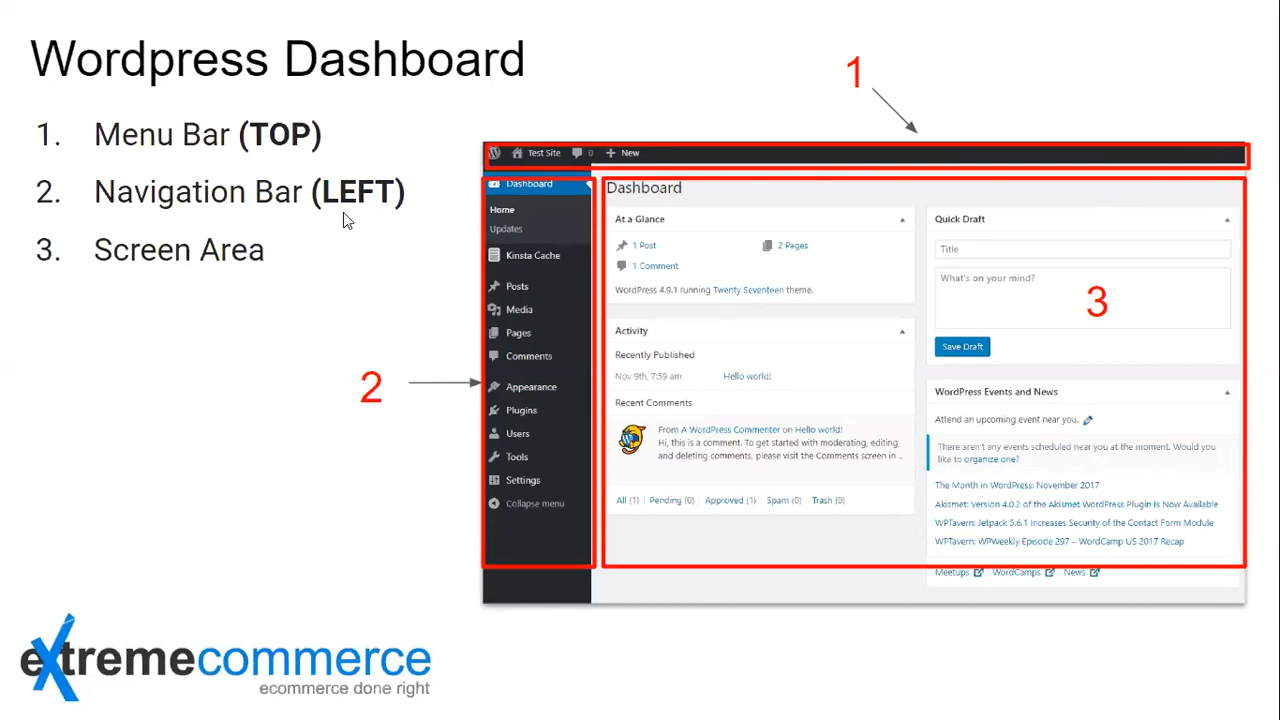 Wordpress Dashboard
1. Menu Bar (TOP)
2. Navigation Bar (LEFT)
3. Screen Area
1
2
3
Test Site 0 New
Dashboard
Home
Updates
Kinsta Cache
Posts
Media
Pages
Comments
Appearance
Plugins
Users
Tools
Settings
Collapse menu
Dashboard
At a Glance
1 Post 2 Pages
1 Comment
WordPress 4.9.1 running Twenty Seventeen theme.
Activity
Recently Published
Nov 9th, 7:59 am Hello world!
Recent Comments
From A WordPress Commenter on Hello world!
Hi, this is a comment. To get started with moderating, editing,
and deleting comments, please visit the Comments screen in...
All (1) Pending (0) Approved (1) Spam (0) Trash (0)
Quick Draft
Title
What's on your mind?
Save Draft
WordPress Events and News
Attend an upcoming event near you.
There aren't any events scheduled near you at the moment. Would you
like to organize one?
The Month in WordPress: November 2017
Akismet: Version 4.0.2 of the Akismet WordPress Plugin Is Now Available
WPTavern: Jetpack 5.6.1 Increases Security of the Contact Form Module
WPTavern: WPWeekly Episode 297 – WordCamp US 2017 Recap
Meetups WordCamps News
extremecommerce
ecommerce done right